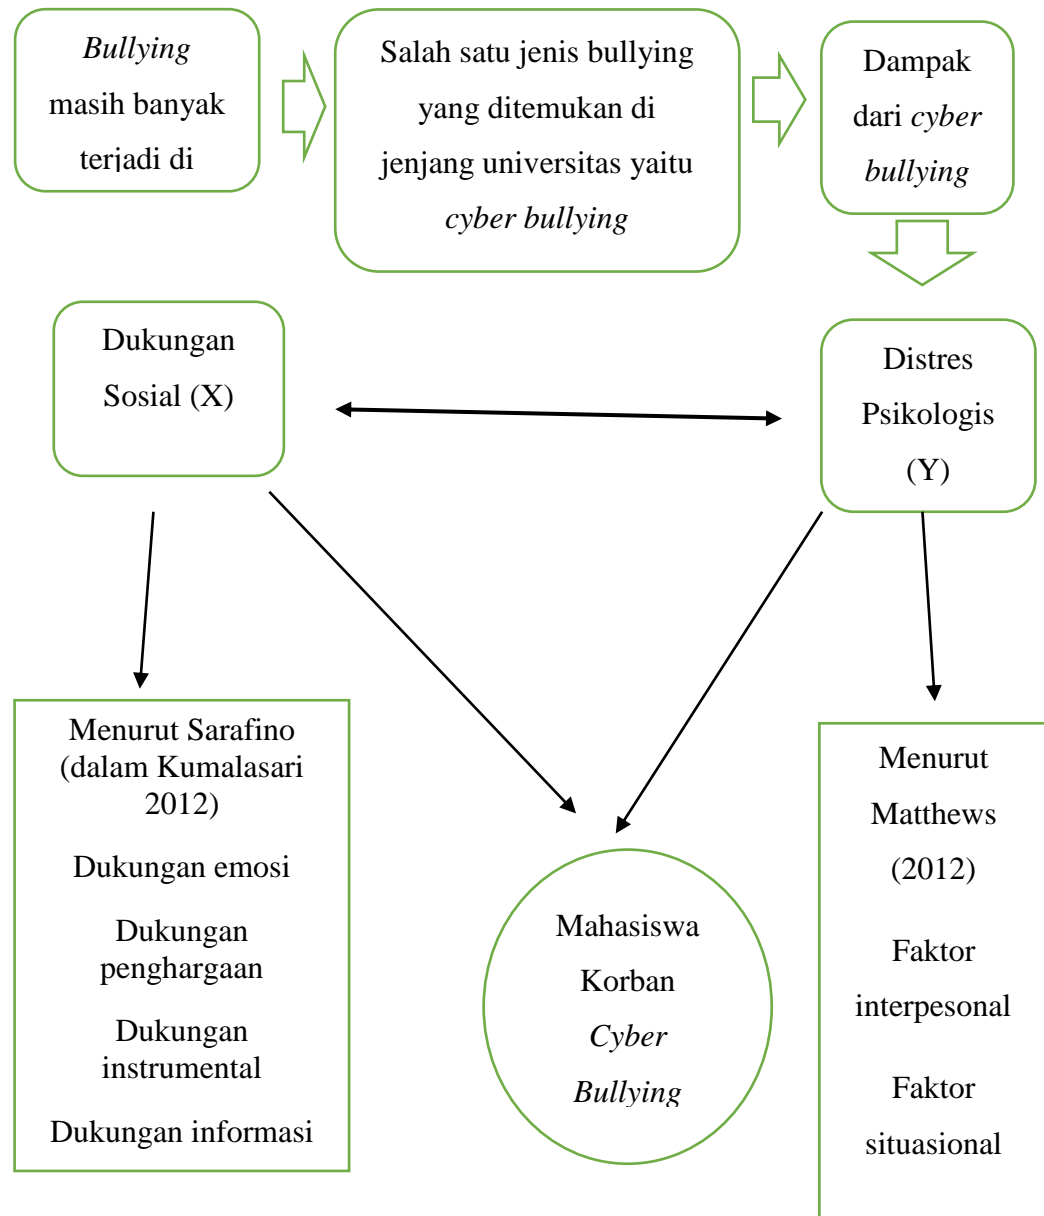 Bullying
masih banyak
terjadi di
Salah satu jenis bullying
yang ditemukan di
jenjang universitas yaitu
cyber bullying
Dampak
dari cyber
bullying
Dukungan
Sosial (X)
Distres
Psikologis
(Y)
Menurut Sarafino
(dalam Kumalasari
2012)
Dukungan emosi
Dukungan
penghargaan
Dukungan
instrumental
Dukungan informasi
Mahasiswa
Korban
Cyber
Bullying
Menurut
Matthews
(2012)
Faktor
interpesonal
Faktor
situasional